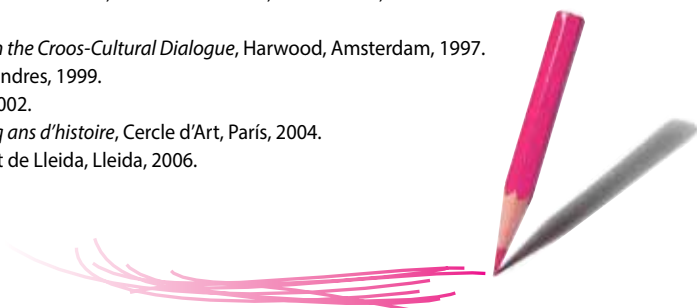 n the Croos-Cultural Dialogue, Harwood, Amsterdam, 1997.
ndres, 1999.
002.
q ans d’histoire, Cercle d’Art, París, 2004.
t de Lleida, Lleida, 2006.